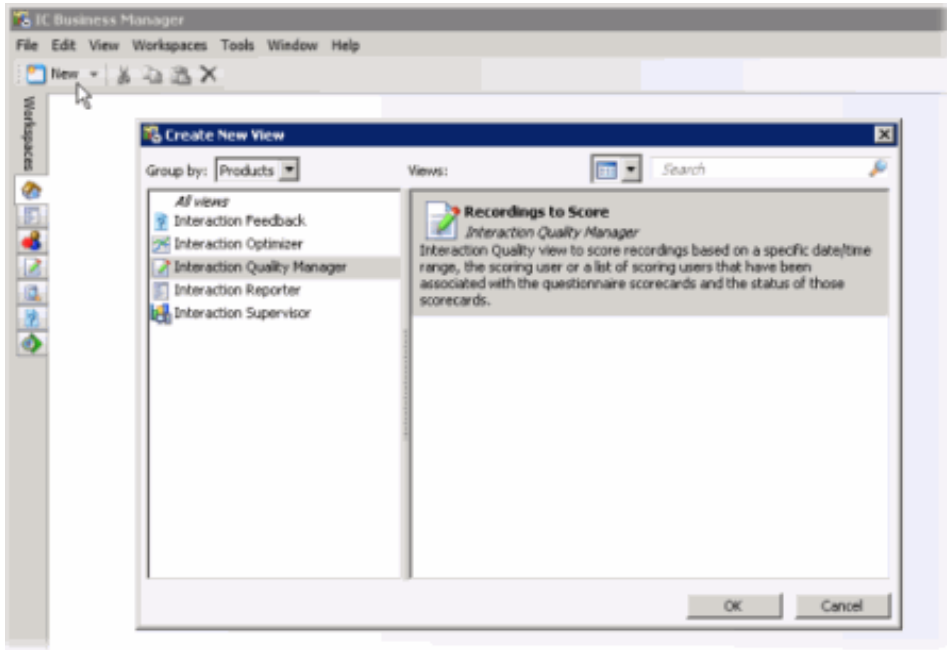 IC Business Manager
File Edit View Workspaces Tools Window Help
New
Workspaces
Create New View
Group by: Products
Views:
Search
All views
Interaction Feedback
Interaction Optimizer
Interaction Quality Manager
Interaction Reporter
Interaction Supervisor
Recordings to Score
Interaction Quality Manager
Interaction Quality view to score recordings based on a specific date/time
range, the scoring user or a list of scoring users that have been
associated with the questionnaire scorecards and the status of those
scorecards.
OK Cancel